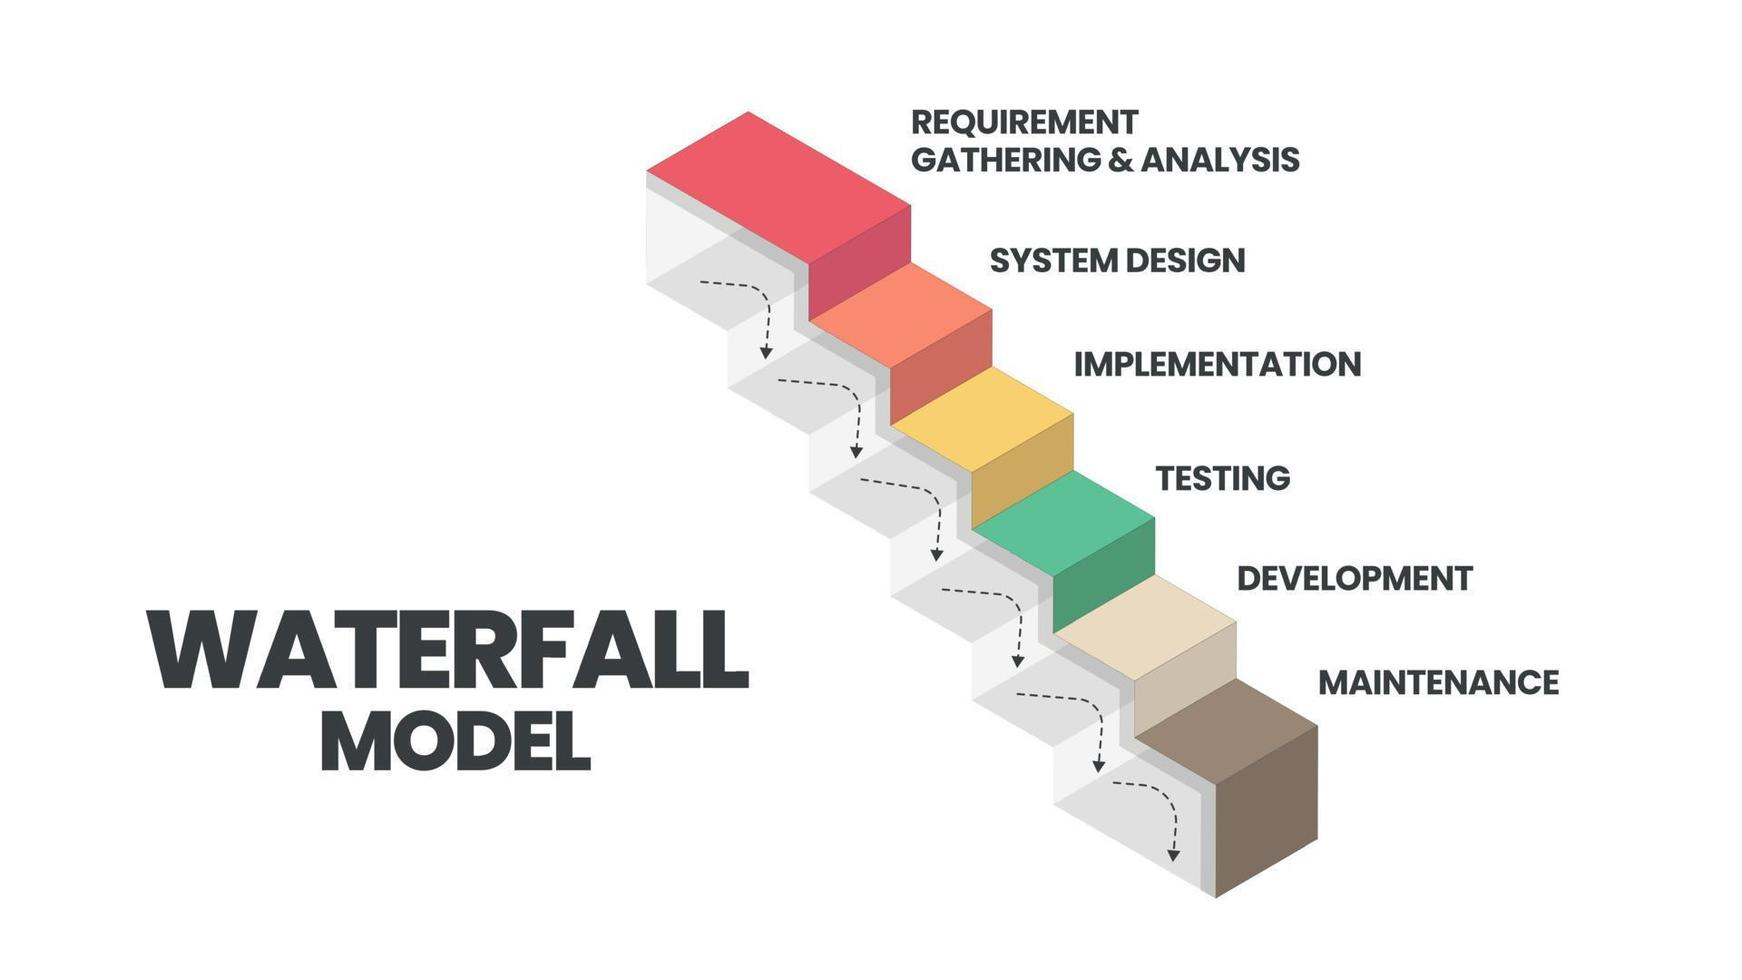 REQUIREMENT
GATHERING & ANALYSIS
SYSTEM DESIGN
IMPLEMENTATION
TESTING
DEVELOPMENT
MAINTENANCE
WATERFALL
MODEL